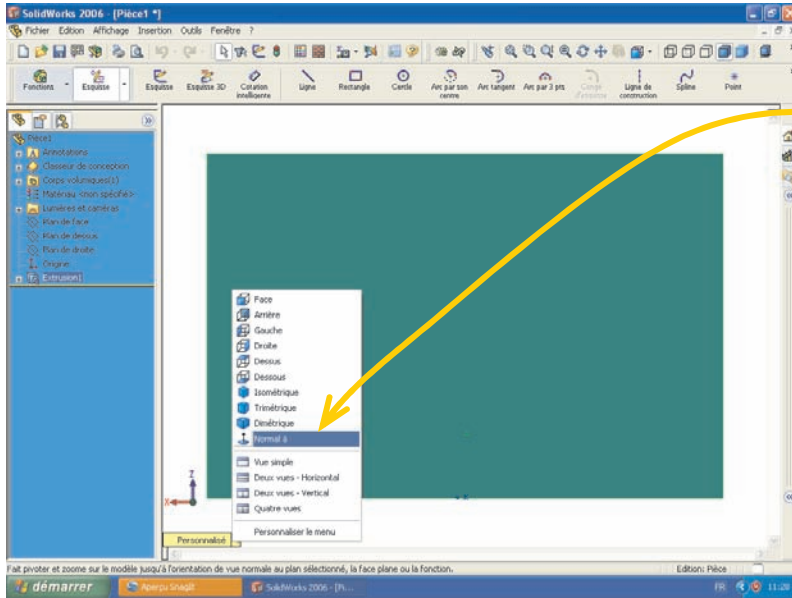 SolidWorks 2006 - [Pièce1 *]
Fichier Edition Affichage Insertion Outils Fenêtre ?
Fonctions Esquisse Esquisse Esquisse 3D Cotation intelligente Ligne Rectangle Cercle Arc par son centre Arc tangent Arc par 3 pts Ligne de construction Spline Point
Pièce1
Annotations
Classeur de conception
Corps volumiques(1)
Matériau <non spécifié>
Lumières et caméras
Plan de face
Plan de dessus
Plan de droite
Origine
Extrusion1
Face
Arrière
Gauche
Droite
Dessus
Dessous
Isométrique
Trimétrique
Dimétrique
Normal à
Vue simple
Deux vues - Horizontal
Deux vues - Vertical
Quatre vues
Personnaliser le menu
Z
X
Personnalisé
Fait pivoter et zoome sur le modèle jusqu'à l'orientation de vue normale au plan sélectionné, la face plane ou la fonction.
Edition: Pièce
démarrer
Aperçu SnagIt
SolidWorks 2006 - [Pi...
FR
11:28